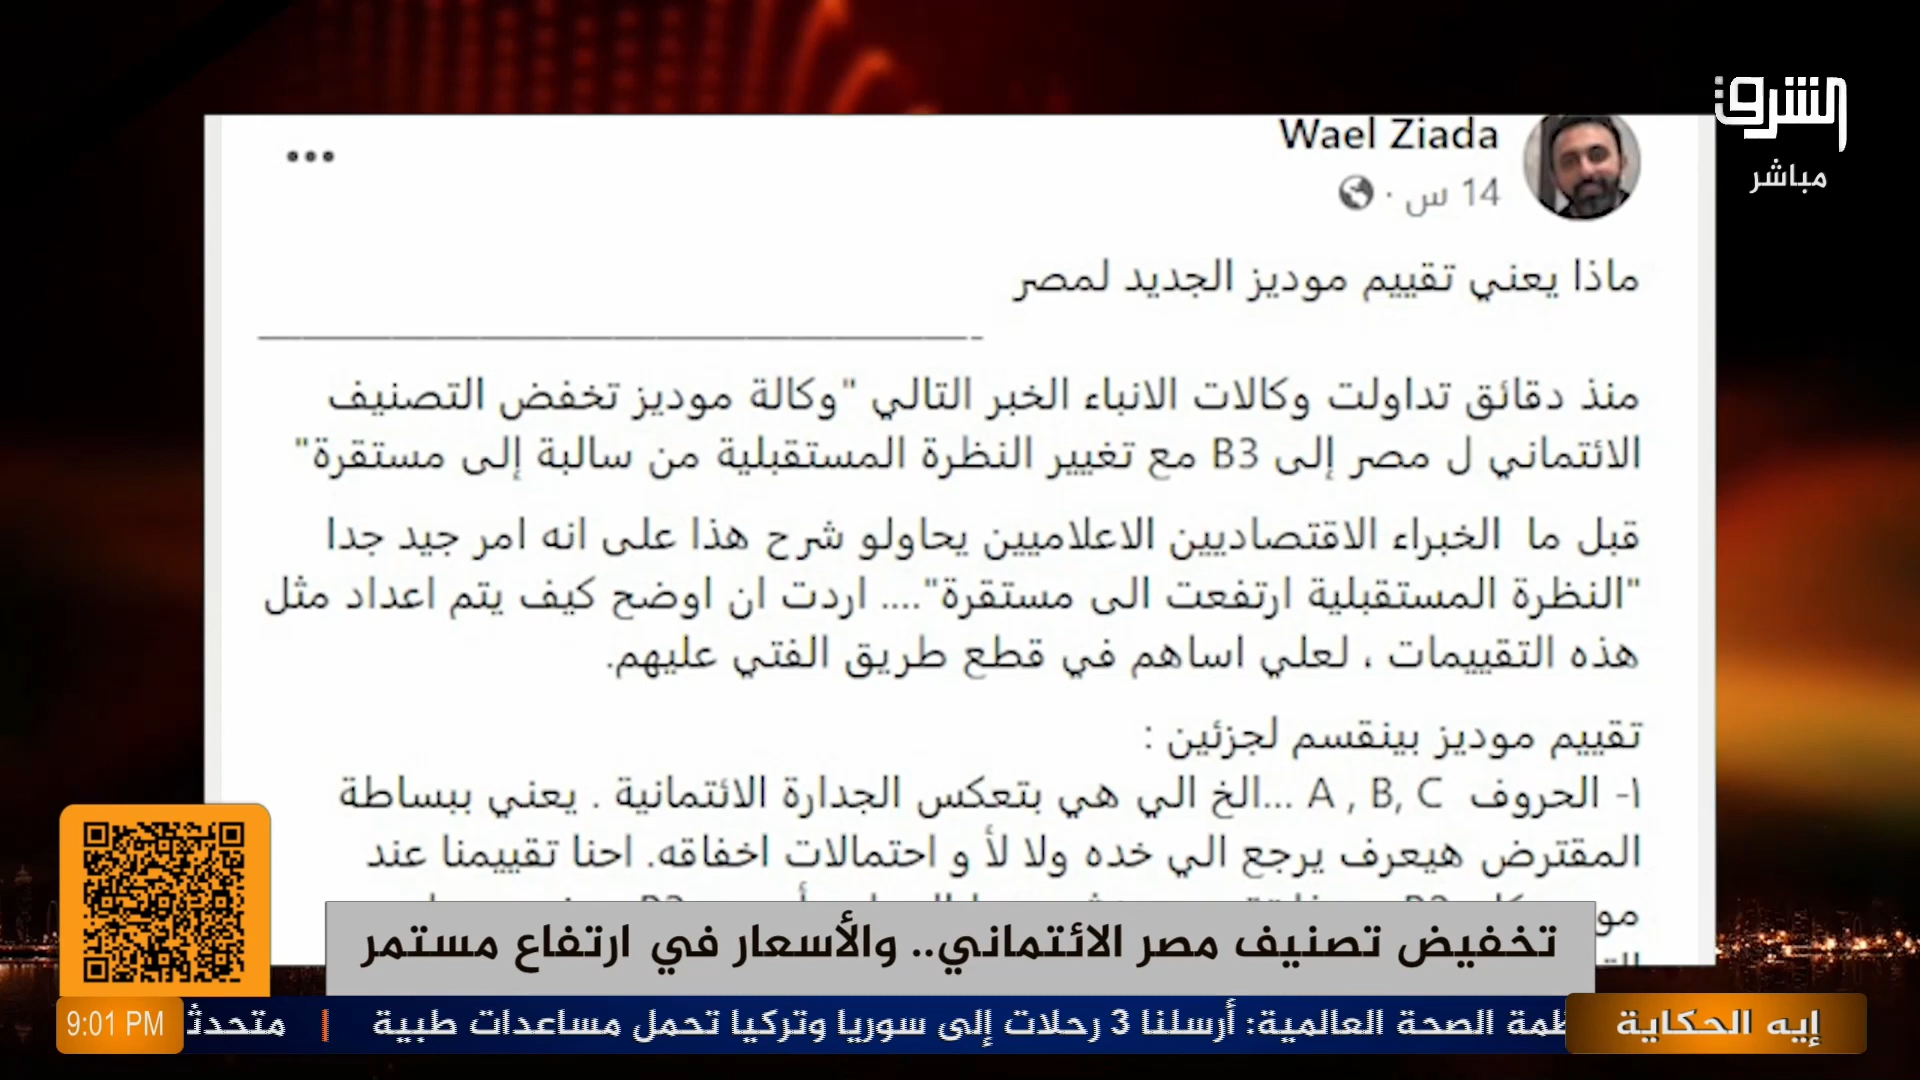 الشرق
مباشر
Wael Ziada
14 س ·
ماذا يعني تقييم موديز الجديد لمصر
منذ دقائق تداولت وكالات الانباء الخبر التالي "وكالة موديز تخفض التصنيف
الائتماني ل مصر إلى B3 مع تغيير النظرة المستقبلية من سالبة إلى مستقرة"
قبل ما الخبراء الاقتصاديين الاعلاميين يحاولو شرح هذا على انه امر جيد جدا
"النظرة المستقبلية ارتفعت الى مستقرة".... اردت ان اوضح كيف يتم اعداد مثل
هذه التقييمات ، لعلي اساهم في قطع طريق الفتي عليهم.
تقييم موديز بينقسم لجزئين :
١- الحروف A , B, C ...الخ الي هي بتعكس الجدارة الائتمانية . يعني ببساطة
المقترض هيعرف يرجع الي خده ولا لأ و احتمالات اخفاقه. احنا تقييمنا عند
تخفيض تصنيف مصر الائتماني.. والأسعار في ارتفاع مستمر
إيه الحكاية
الصحة العالمية: أرسلنا 3 رحلات إلى سوريا وتركيا تحمل مساعدات طبية |
9:01 PM